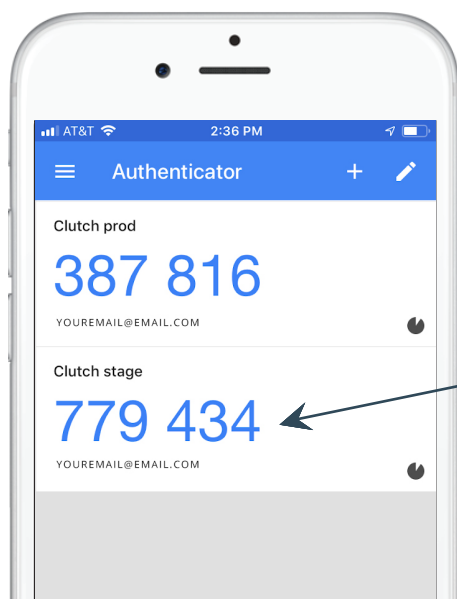 AT&T 2:36 PM
Authenticator
Clutch prod
387 816
YOUREMAIL@EMAIL.COM
Clutch stage
779 434
YOUREMAIL@EMAIL.COM